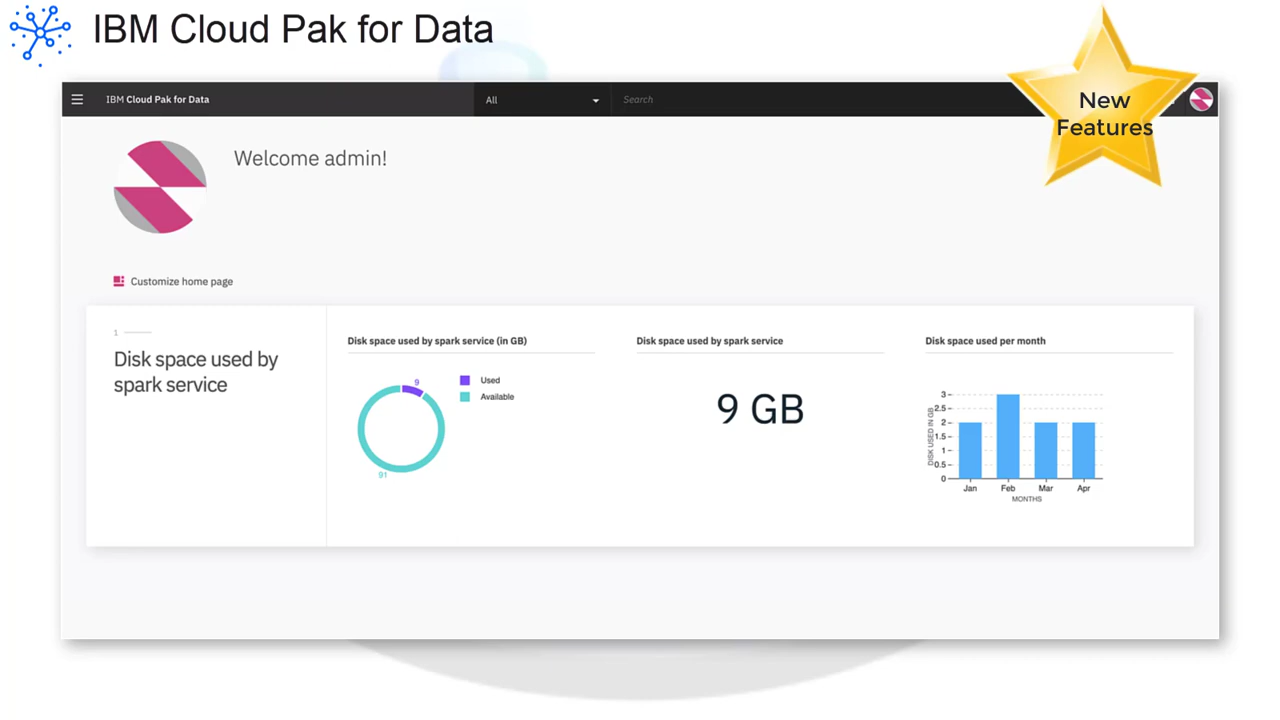 IBM Cloud Pak for Data
New
Features
IBM Cloud Pak for Data
All
Search
Welcome admin!
Customize home page
1
Disk space used by
spark service
Disk space used by spark service (in GB)
9
91
Used
Available
Disk space used by spark service
9 GB
Disk space used per month
DISK USED IN GB
3
2.5
2
1.5
1
0.5
0
Jan Feb Mar Apr
MONTHS